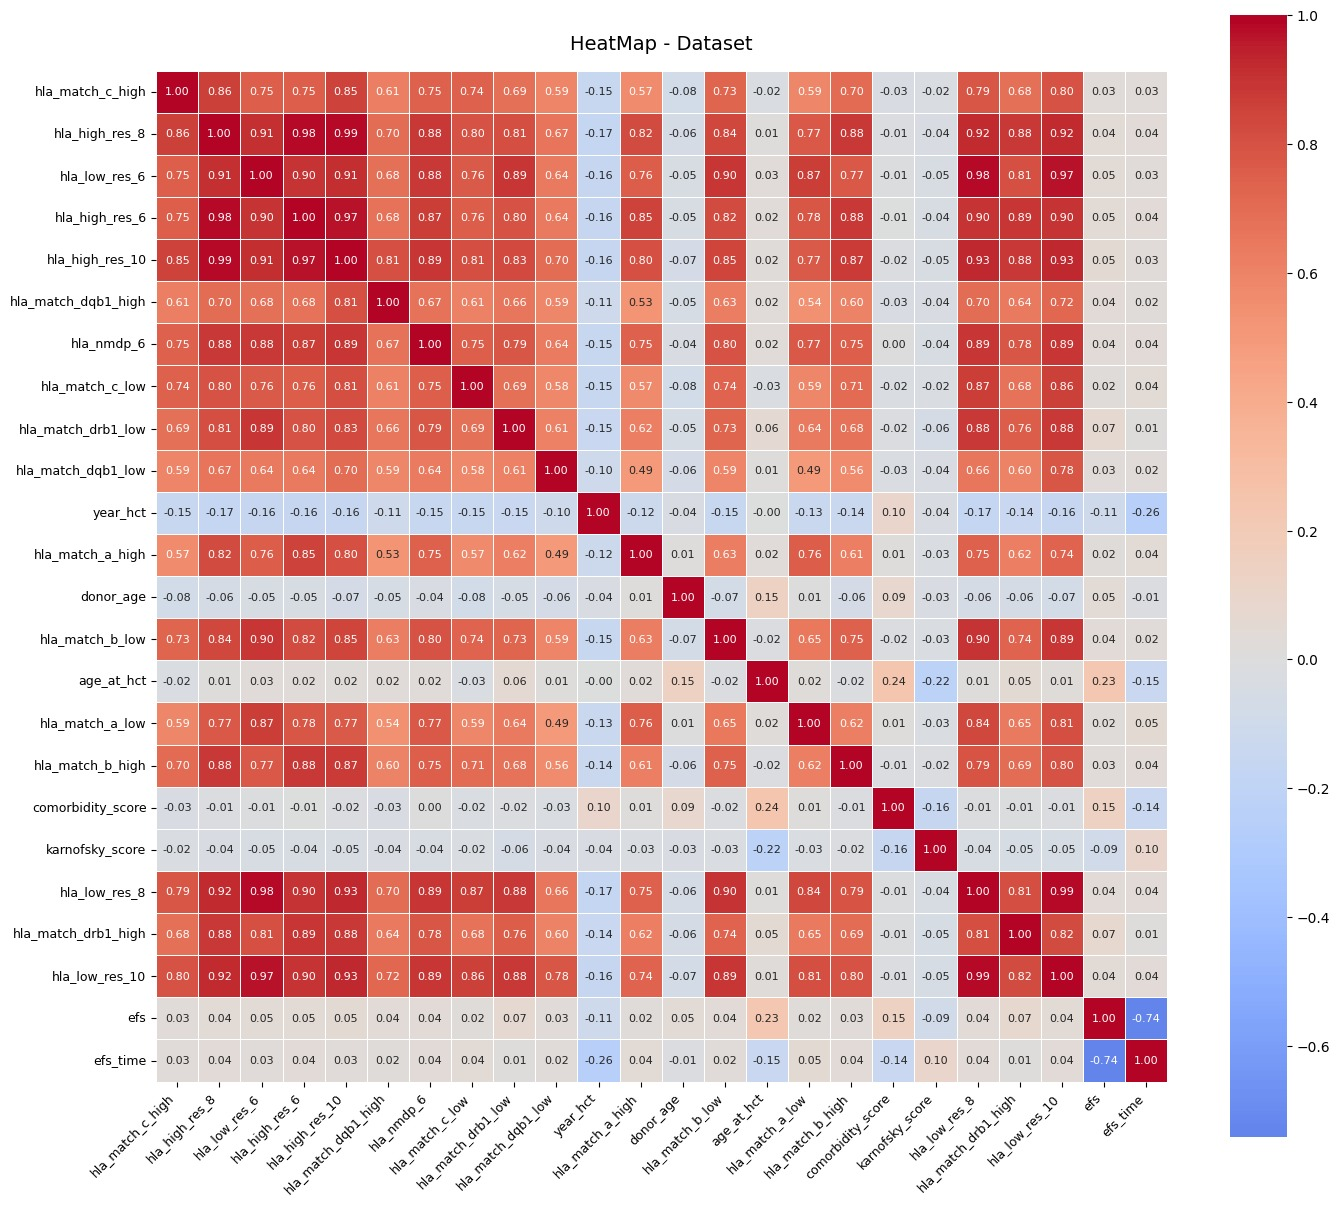 HeatMap - Dataset
hla_match_c_high 1.00 0.86 0.75 0.75 0.85 0.61 0.75 0.74 0.69 0.59 -0.15 0.57 -0.08 0.73 -0.02 0.59 0.70 -0.03 -0.02 0.79 0.68 0.80 0.03 0.03
hla_high_res_8 0.86 1.00 0.91 0.98 0.99 0.70 0.88 0.80 0.81 0.67 -0.17 0.82 -0.06 0.84 0.01 0.77 0.88 -0.01 -0.04 0.92 0.88 0.92 0.04 0.04
hla_low_res_6 0.75 0.91 1.00 0.90 0.91 0.68 0.88 0.76 0.89 0.64 -0.16 0.76 -0.05 0.90 0.03 0.87 0.77 -0.01 -0.05 0.98 0.81 0.97 0.05 0.03
hla_high_res_6 0.75 0.98 0.90 1.00 0.97 0.68 0.87 0.76 0.80 0.64 -0.16 0.85 -0.05 0.82 0.02 0.78 0.88 -0.01 -0.04 0.90 0.89 0.90 0.05 0.04
hla_high_res_10 0.85 0.99 0.91 0.97 1.00 0.81 0.89 0.81 0.83 0.70 -0.16 0.80 -0.07 0.85 0.02 0.77 0.87 -0.02 -0.05 0.93 0.88 0.93 0.05 0.03
hla_match_dqb1_high 0.61 0.70 0.68 0.68 0.81 1.00 0.67 0.61 0.66 0.59 -0.11 0.53 -0.05 0.63 0.02 0.54 0.60 -0.03 -0.04 0.70 0.64 0.72 0.04 0.02
hla_nmdp_6 0.75 0.88 0.88 0.87 0.89 0.67 1.00 0.75 0.79 0.64 -0.15 0.75 -0.04 0.80 0.02 0.77 0.75 0.00 -0.04 0.89 0.78 0.89 0.04 0.04
hla_match_c_low 0.74 0.80 0.76 0.76 0.81 0.61 0.75 1.00 0.69 0.58 -0.15 0.57 -0.08 0.74 -0.03 0.59 0.71 -0.02 -0.02 0.87 0.68 0.86 0.02 0.04
hla_match_drb1_low 0.69 0.81 0.89 0.80 0.83 0.66 0.79 0.69 1.00 0.61 -0.15 0.62 -0.05 0.73 0.06 0.64 0.68 -0.02 -0.06 0.88 0.76 0.88 0.07 0.01
hla_match_dqb1_low 0.59 0.67 0.64 0.64 0.70 0.59 0.64 0.58 0.61 1.00 -0.10 0.49 -0.06 0.59 0.01 0.49 0.56 -0.03 -0.04 0.66 0.60 0.78 0.03 0.02
year_hct -0.15 -0.17 -0.16 -0.16 -0.16 -0.11 -0.15 -0.15 -0.15 -0.10 1.00 -0.12 -0.04 -0.15 -0.00 -0.13 -0.14 0.10 -0.04 -0.17 -0.14 -0.16 -0.11 -0.26
hla_match_a_high 0.57 0.82 0.76 0.85 0.80 0.53 0.75 0.57 0.62 0.49 -0.12 1.00 0.01 0.63 0.02 0.76 0.61 0.01 -0.03 0.75 0.62 0.74 0.02 0.04
donor_age -0.08 -0.06 -0.05 -0.05 -0.07 -0.05 -0.04 -0.08 -0.05 -0.06 -0.04 0.01 1.00 -0.07 0.15 0.01 -0.06 0.09 -0.03 -0.06 -0.06 -0.07 0.05 -0.01
hla_match_b_low 0.73 0.84 0.90 0.82 0.85 0.63 0.80 0.74 0.73 0.59 -0.15 0.63 -0.07 1.00 -0.02 0.65 0.75 -0.02 -0.03 0.90 0.74 0.89 0.04 0.02
age_at_hct -0.02 0.01 0.03 0.02 0.02 0.02 0.02 -0.03 0.06 0.01 -0.00 0.02 0.15 -0.02 1.00 0.02 -0.02 0.24 -0.22 0.01 0.05 0.01 0.23 -0.15
hla_match_a_low 0.59 0.77 0.87 0.78 0.77 0.54 0.77 0.59 0.64 0.49 -0.13 0.76 0.01 0.65 0.02 1.00 0.62 0.01 -0.03 0.84 0.65 0.81 0.02 0.05
hla_match_b_high 0.70 0.88 0.77 0.88 0.87 0.60 0.75 0.71 0.68 0.56 -0.14 0.61 -0.06 0.75 -0.02 0.62 1.00 -0.01 -0.02 0.79 0.69 0.80 0.03 0.04
comorbidity_score -0.03 -0.01 -0.01 -0.01 -0.02 -0.03 0.00 -0.02 -0.02 -0.03 0.10 0.01 0.09 -0.02 0.24 0.01 -0.01 1.00 -0.16 -0.01 -0.01 -0.01 0.15 -0.14
karnofsky_score -0.02 -0.04 -0.05 -0.04 -0.05 -0.04 -0.04 -0.02 -0.06 -0.04 -0.04 -0.03 -0.03 -0.03 -0.22 -0.03 -0.02 -0.16 1.00 -0.04 -0.05 -0.05 -0.09 0.10
hla_low_res_8 0.79 0.92 0.98 0.90 0.93 0.70 0.89 0.87 0.88 0.66 -0.17 0.75 -0.06 0.90 0.01 0.84 0.79 -0.01 -0.04 1.00 0.81 0.99 0.04 0.04
hla_match_drb1_high 0.68 0.88 0.81 0.89 0.88 0.64 0.78 0.68 0.76 0.60 -0.14 0.62 -0.06 0.74 0.05 0.65 0.69 -0.01 -0.05 0.81 1.00 0.82 0.07 0.01
hla_low_res_10 0.80 0.92 0.97 0.90 0.93 0.72 0.89 0.86 0.88 0.78 -0.16 0.74 -0.07 0.89 0.01 0.81 0.80 -0.01 -0.05 0.99 0.82 1.00 0.04 0.04
efs 0.03 0.04 0.05 0.05 0.05 0.04 0.04 0.02 0.07 0.03 -0.11 0.02 0.05 0.04 0.23 0.02 0.03 0.15 -0.09 0.04 0.07 0.04 1.00 -0.74
efs_time 0.03 0.04 0.03 0.04 0.03 0.02 0.04 0.04 0.01 0.02 -0.26 0.04 -0.01 0.02 -0.15 0.05 0.04 -0.14 0.10 0.04 0.01 0.04 -0.74 1.00
hla_match_c_high
hla_high_res_8
hla_low_res_6
hla_high_res_6
hla_high_res_10
hla_match_dqb1_high
hla_nmdp_6
hla_match_c_low
hla_match_drb1_low
hla_match_dqb1_low
year_hct
hla_match_a_high
donor_age
hla_match_b_low
age_at_hct
hla_match_a_low
hla_match_b_high
comorbidity_score
karnofsky_score
hla_low_res_8
hla_match_drb1_high
hla_low_res_10
efs
efs_time
1.0
0.8
0.6
0.4
0.2
0.0
−0.2
−0.4
−0.6